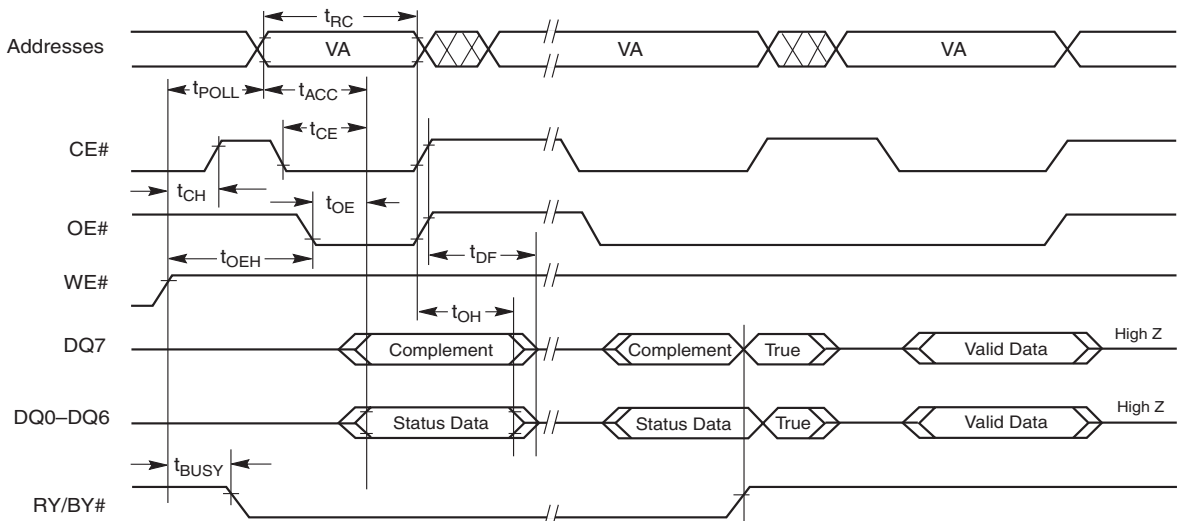 tRC
Addresses VA VA VA
tPOLL tACC
tCE
CE#
tCH tOE
OE#
tOEH tDF
WE#
tOH
DQ7 Complement Complement True Valid Data High Z
DQ0–DQ6 Status Data Status Data True Valid Data High Z
tBUSY
RY/BY#